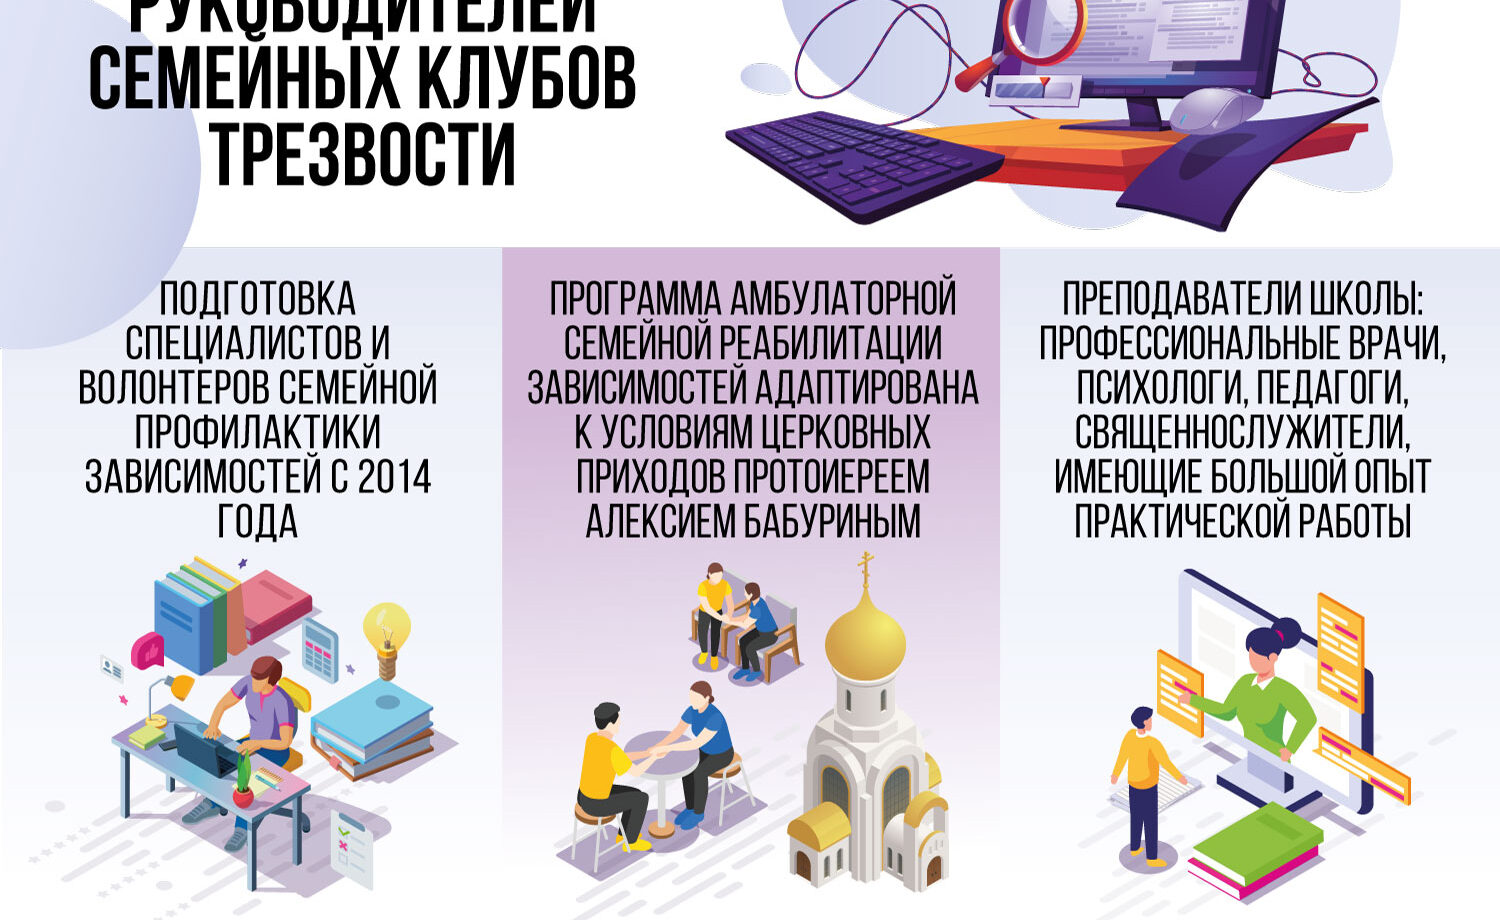 РУКОВОДИТЕЛЕЙ
СЕМЕЙНЫХ КЛУБОВ
ТРЕЗВОСТИ
ПОДГОТОВКА
СПЕЦИАЛИСТОВ И
ВОЛОНТЕРОВ СЕМЕЙНОЙ
ПРОФИЛАКТИКИ
ЗАВИСИМОСТЕЙ С 2014
ГОДА
ПРОГРАММА АМБУЛАТОРНОЙ
СЕМЕЙНОЙ РЕАБИЛИТАЦИИ
ЗАВИСИМОСТЕЙ АДАПТИРОВАНА
К УСЛОВИЯМ ЦЕРКОВНЫХ
ПРИХОДОВ ПРОТОИЕРЕЕМ
АЛЕКСИЕМ БАБУРИНЫМ
ПРЕПОДАВАТЕЛИ ШКОЛЫ:
ПРОФЕССИОНАЛЬНЫЕ ВРАЧИ,
ПСИХОЛОГИ, ПЕДАГОГИ,
СВЯЩЕННОСЛУЖИТЕЛИ,
ИМЕЮЩИЕ БОЛЬШОЙ ОПЫТ
ПРАКТИЧЕСКОЙ РАБОТЫ